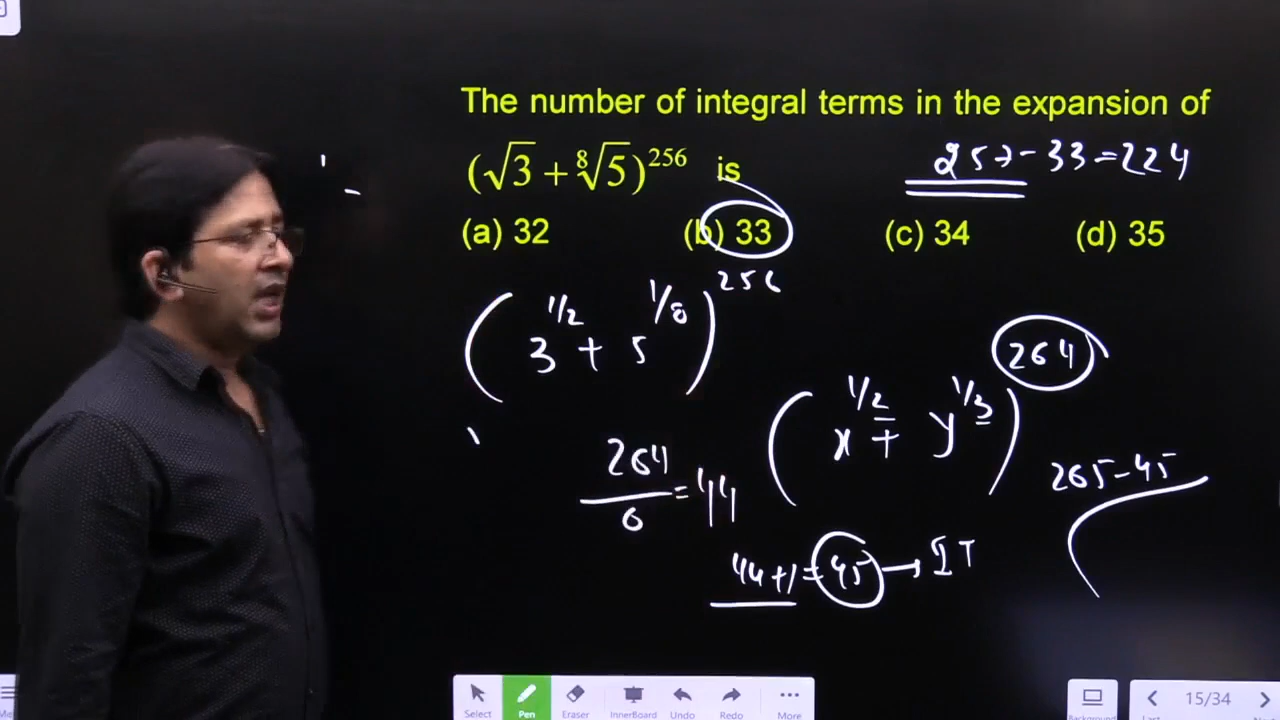 The number of integral terms in the expansion of
(√3 + ⁸√5)²⁵⁶ is
257 - 33 = 224
(a) 32 (b) 33 (c) 34 (d) 35
(3^1/2 + 5^1/8)^256
(x^1/2 + y^1/3)^264
264/6 = 44
265 - 45
44 + 1 = 45 → IT
Select Pen Eraser InnerBoard Undo Redo More
Background
15/34